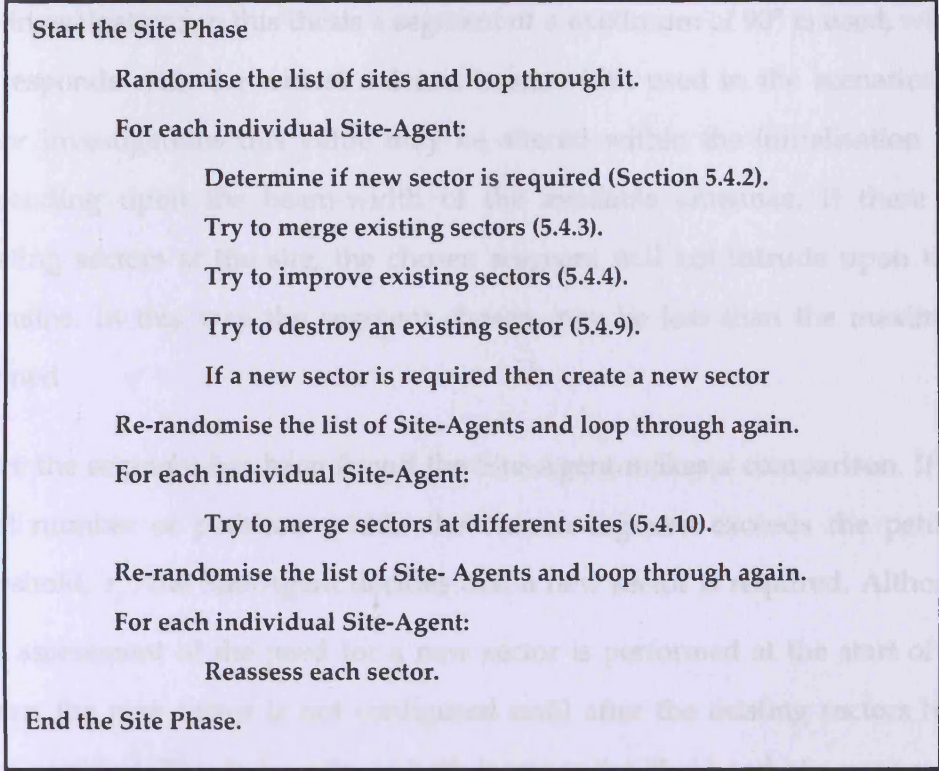 Start the Site Phase
Randomise the list of sites and loop through it.
For each individual Site-Agent:
Determine if new sector is required (Section 5.4.2).
Try to merge existing sectors (5.4.3).
Try to improve existing sectors (5.4.4).
Try to destroy an existing sector (5.4.9).
If a new sector is required then create a new sector
Re-randomise the list of Site-Agents and loop through again.
For each individual Site-Agent:
Try to merge sectors at different sites (5.4.10).
Re-randomise the list of Site- Agents and loop through again.
For each individual Site-Agent:
Reassess each sector.
End the Site Phase.